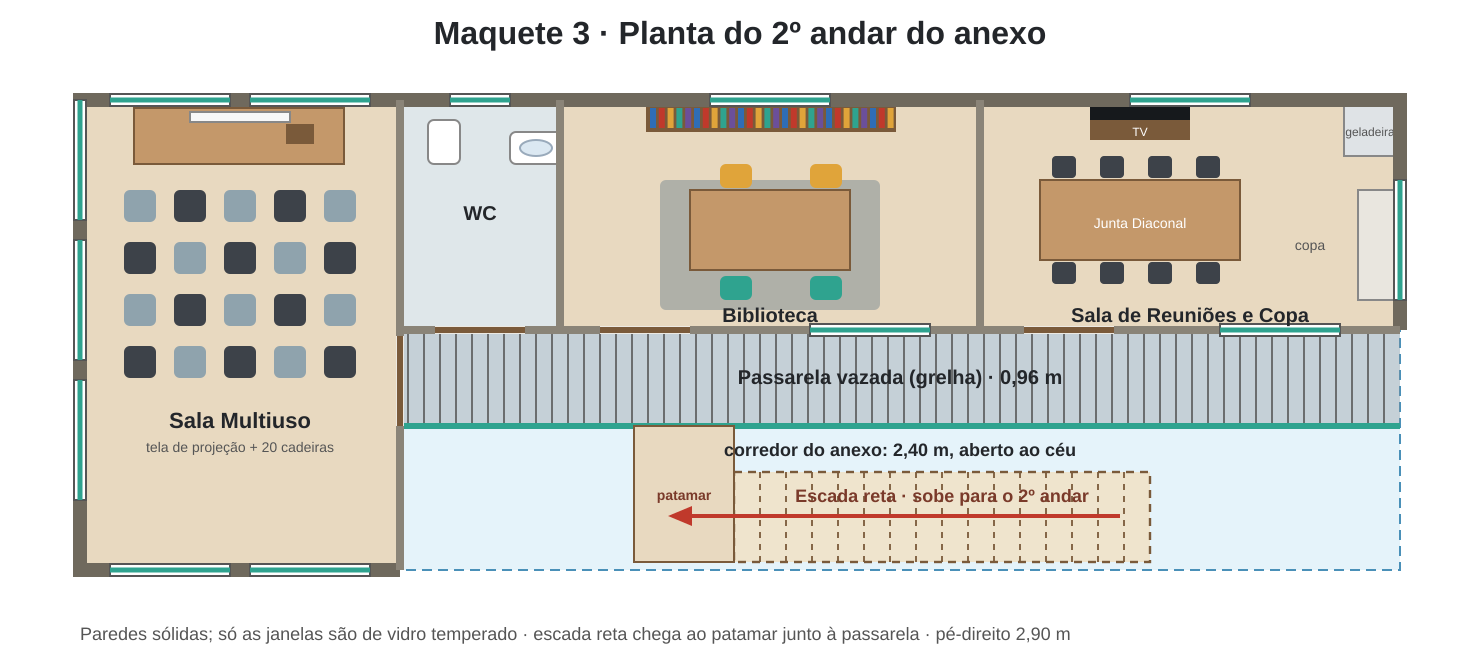 Maquete 3 · Planta do 2º andar do anexo
TV
geladeira
WC
Junta Diaconal
copa
Biblioteca
Sala de Reuniões e Copa
Passarela vazada (grelha) · 0,96 m
Sala Multiuso
tela de projeção + 20 cadeiras
corredor do anexo: 2,40 m, aberto ao céu
patamar
Escada reta · sobe para o 2º andar
Paredes sólidas; só as janelas são de vidro temperado · escada reta chega ao patamar junto à passarela · pé-direito 2,90 m